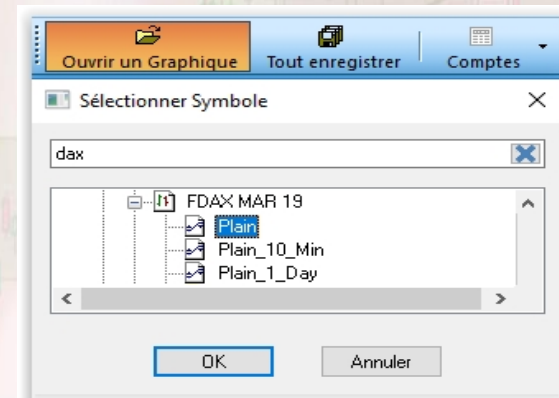 Ouvrir un Graphique Tout enregistrer Comptes
Sélectionner Symbole
dax
FDAX MAR 19
Plain
Plain_10_Min
Plain_1_Day
OK Annuler